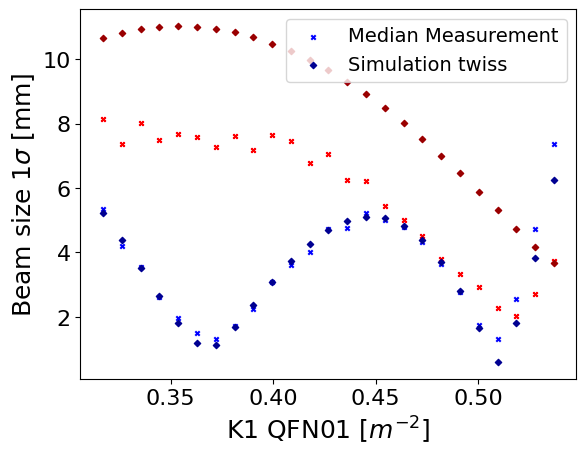 Median Measurement
Simulation twiss
Beam size 1σ [mm]
10
8
6
4
2
0.35 0.40 0.45 0.50
K1 QFN01 [m⁻²]